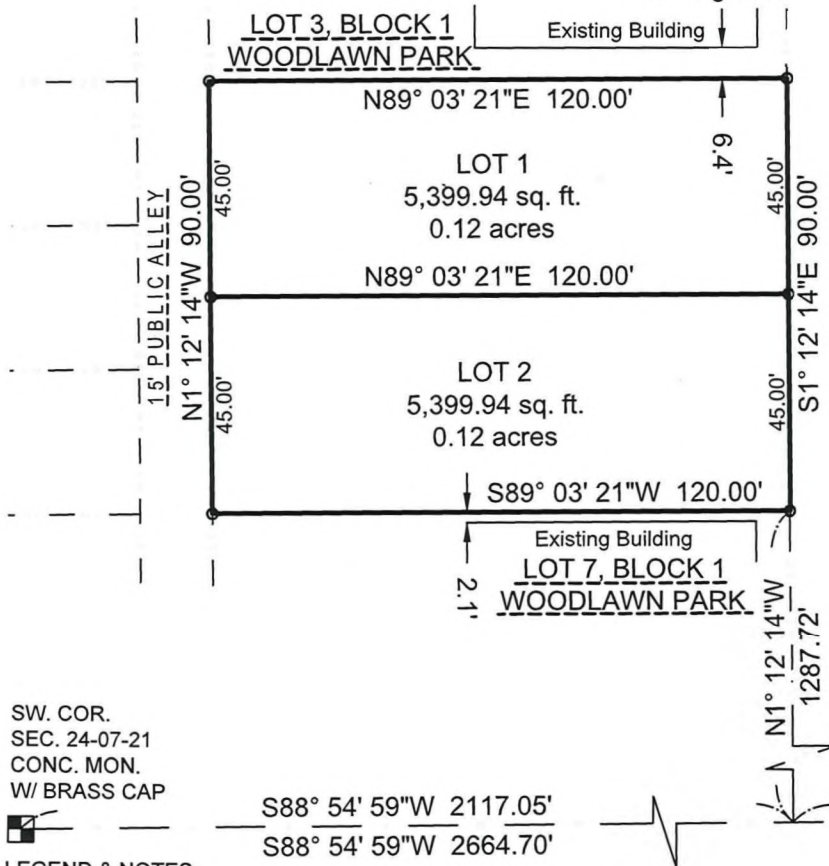 LOT 3, BLOCK 1
WOODLAWN PARK
Existing Building
N89° 03' 21"E 120.00'
6.4'
LOT 1
5,399.94 sq. ft.
0.12 acres
45.00'
45.00'
15' PUBLIC ALLEY
N1° 12' 14"W 90.00'
S1° 12' 14"E 90.00'
N89° 03' 21"E 120.00'
LOT 2
5,399.94 sq. ft.
0.12 acres
45.00'
45.00'
S89° 03' 21"W 120.00'
Existing Building
2.1'
LOT 7, BLOCK 1
WOODLAWN PARK
N1° 12' 14"W
1287.72'
SW. COR.
SEC. 24-07-21
CONC. MON.
W/ BRASS CAP
S88° 54' 59"W 2117.05'
S88° 54' 59"W 2664.70'
LEGEND & NOTES